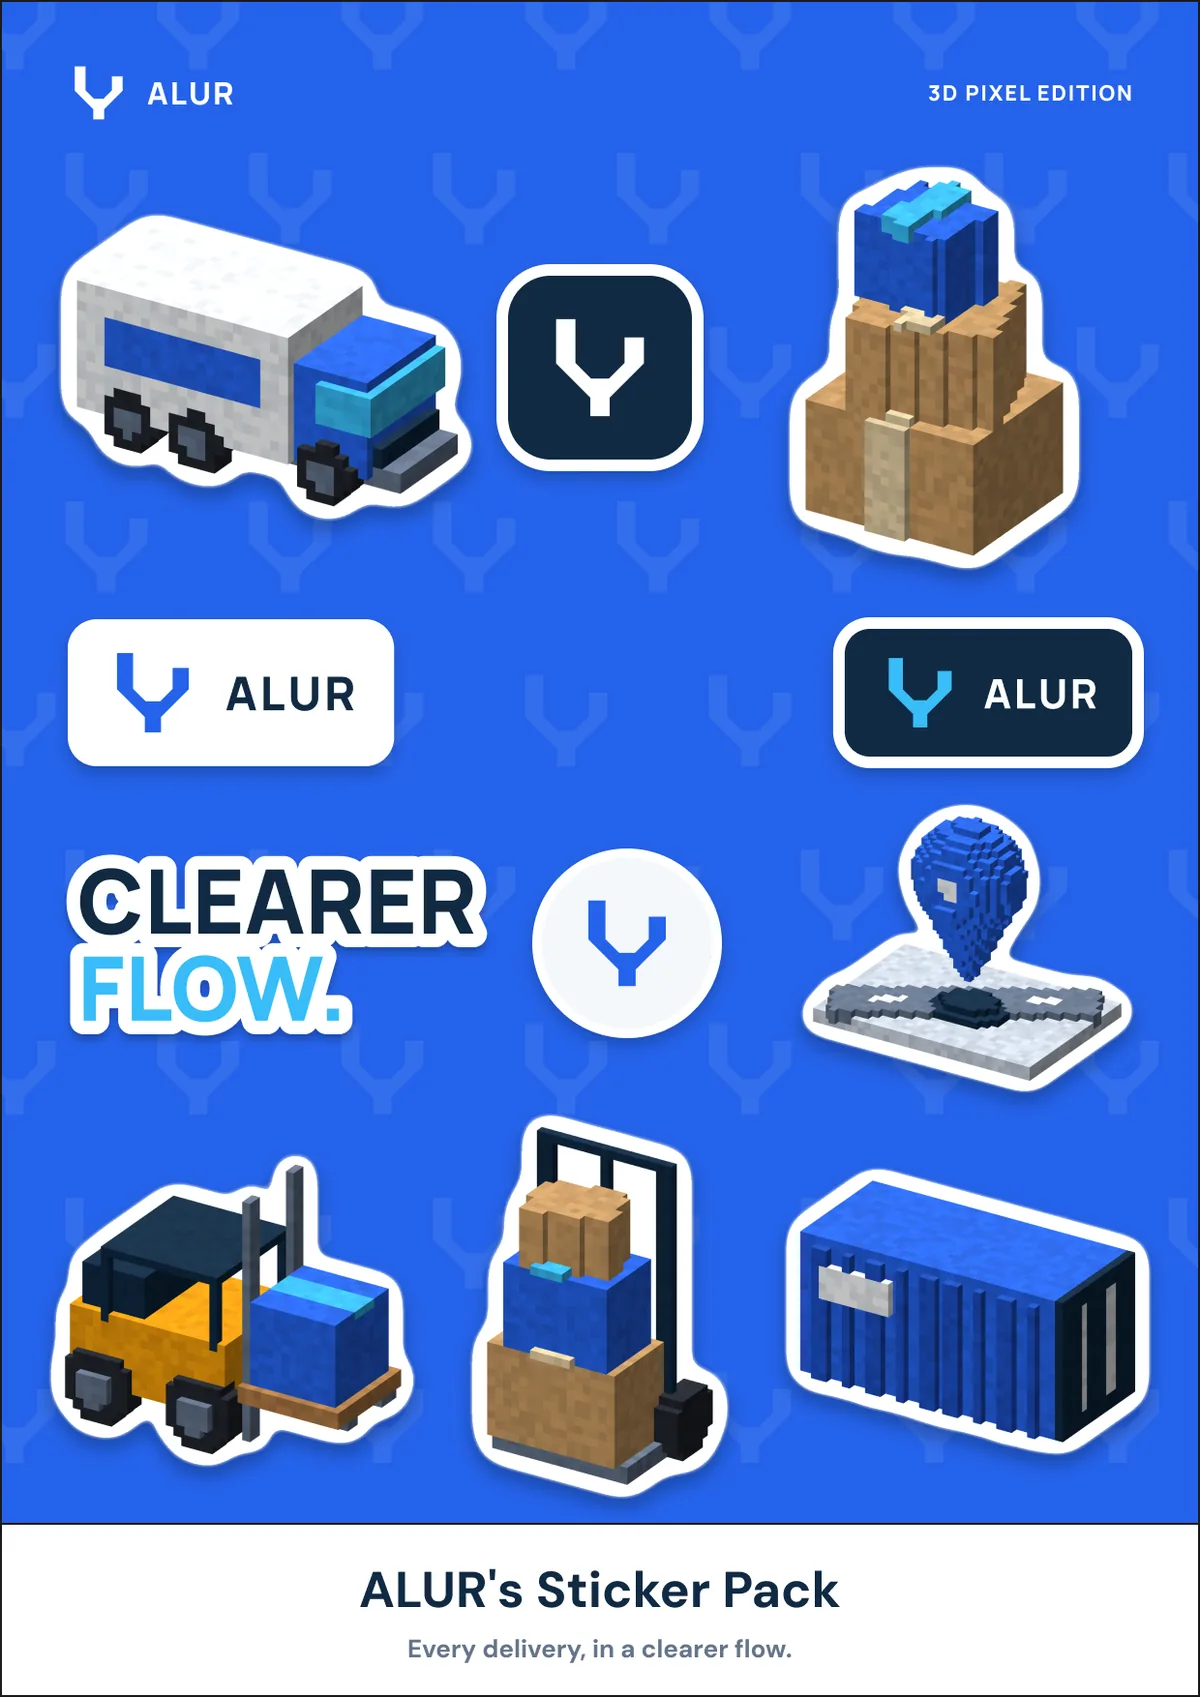 ALUR
3D PIXEL EDITION
ALUR
ALUR
CLEARER
FLOW.
ALUR's Sticker Pack
Every delivery, in a clearer flow.